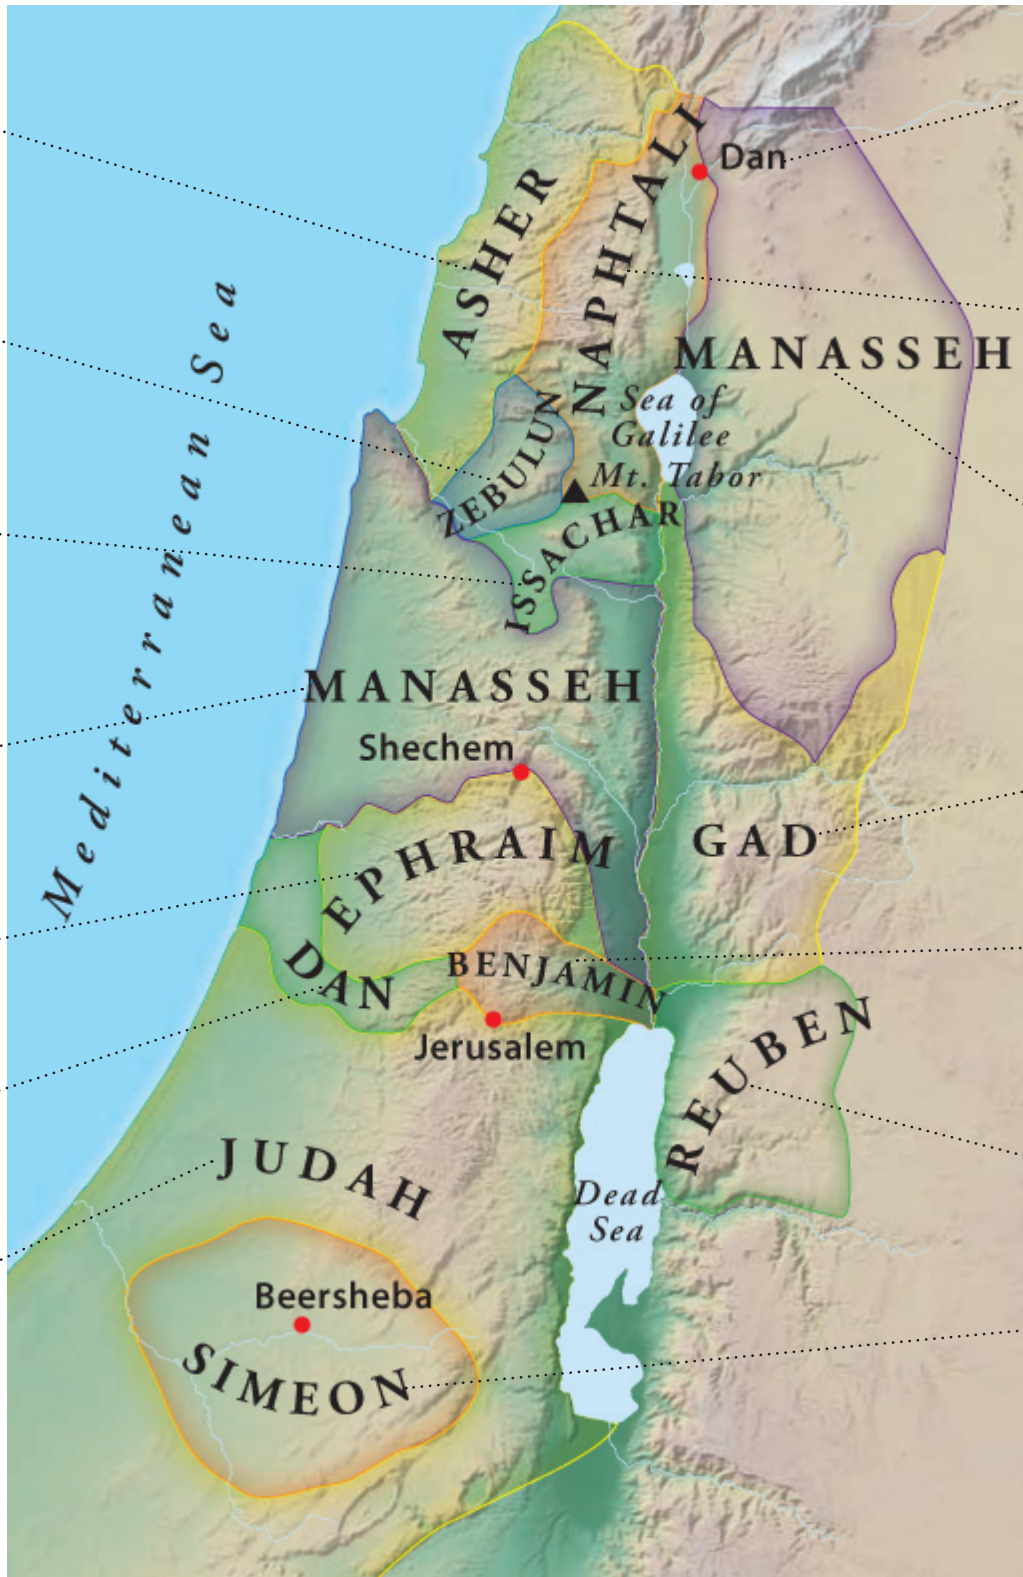 Dan
ASHER
NAPHTALI
Mediterranean Sea
MANASSEH
Sea of
Galilee
ZEBULUN
Mt. Tabor
ISSACHAR
MANASSEH
Shechem
EPHRAIM
GAD
DAN
BENJAMIN
Jerusalem
REUBEN
JUDAH
Dead
Sea
Beersheba
SIMEON